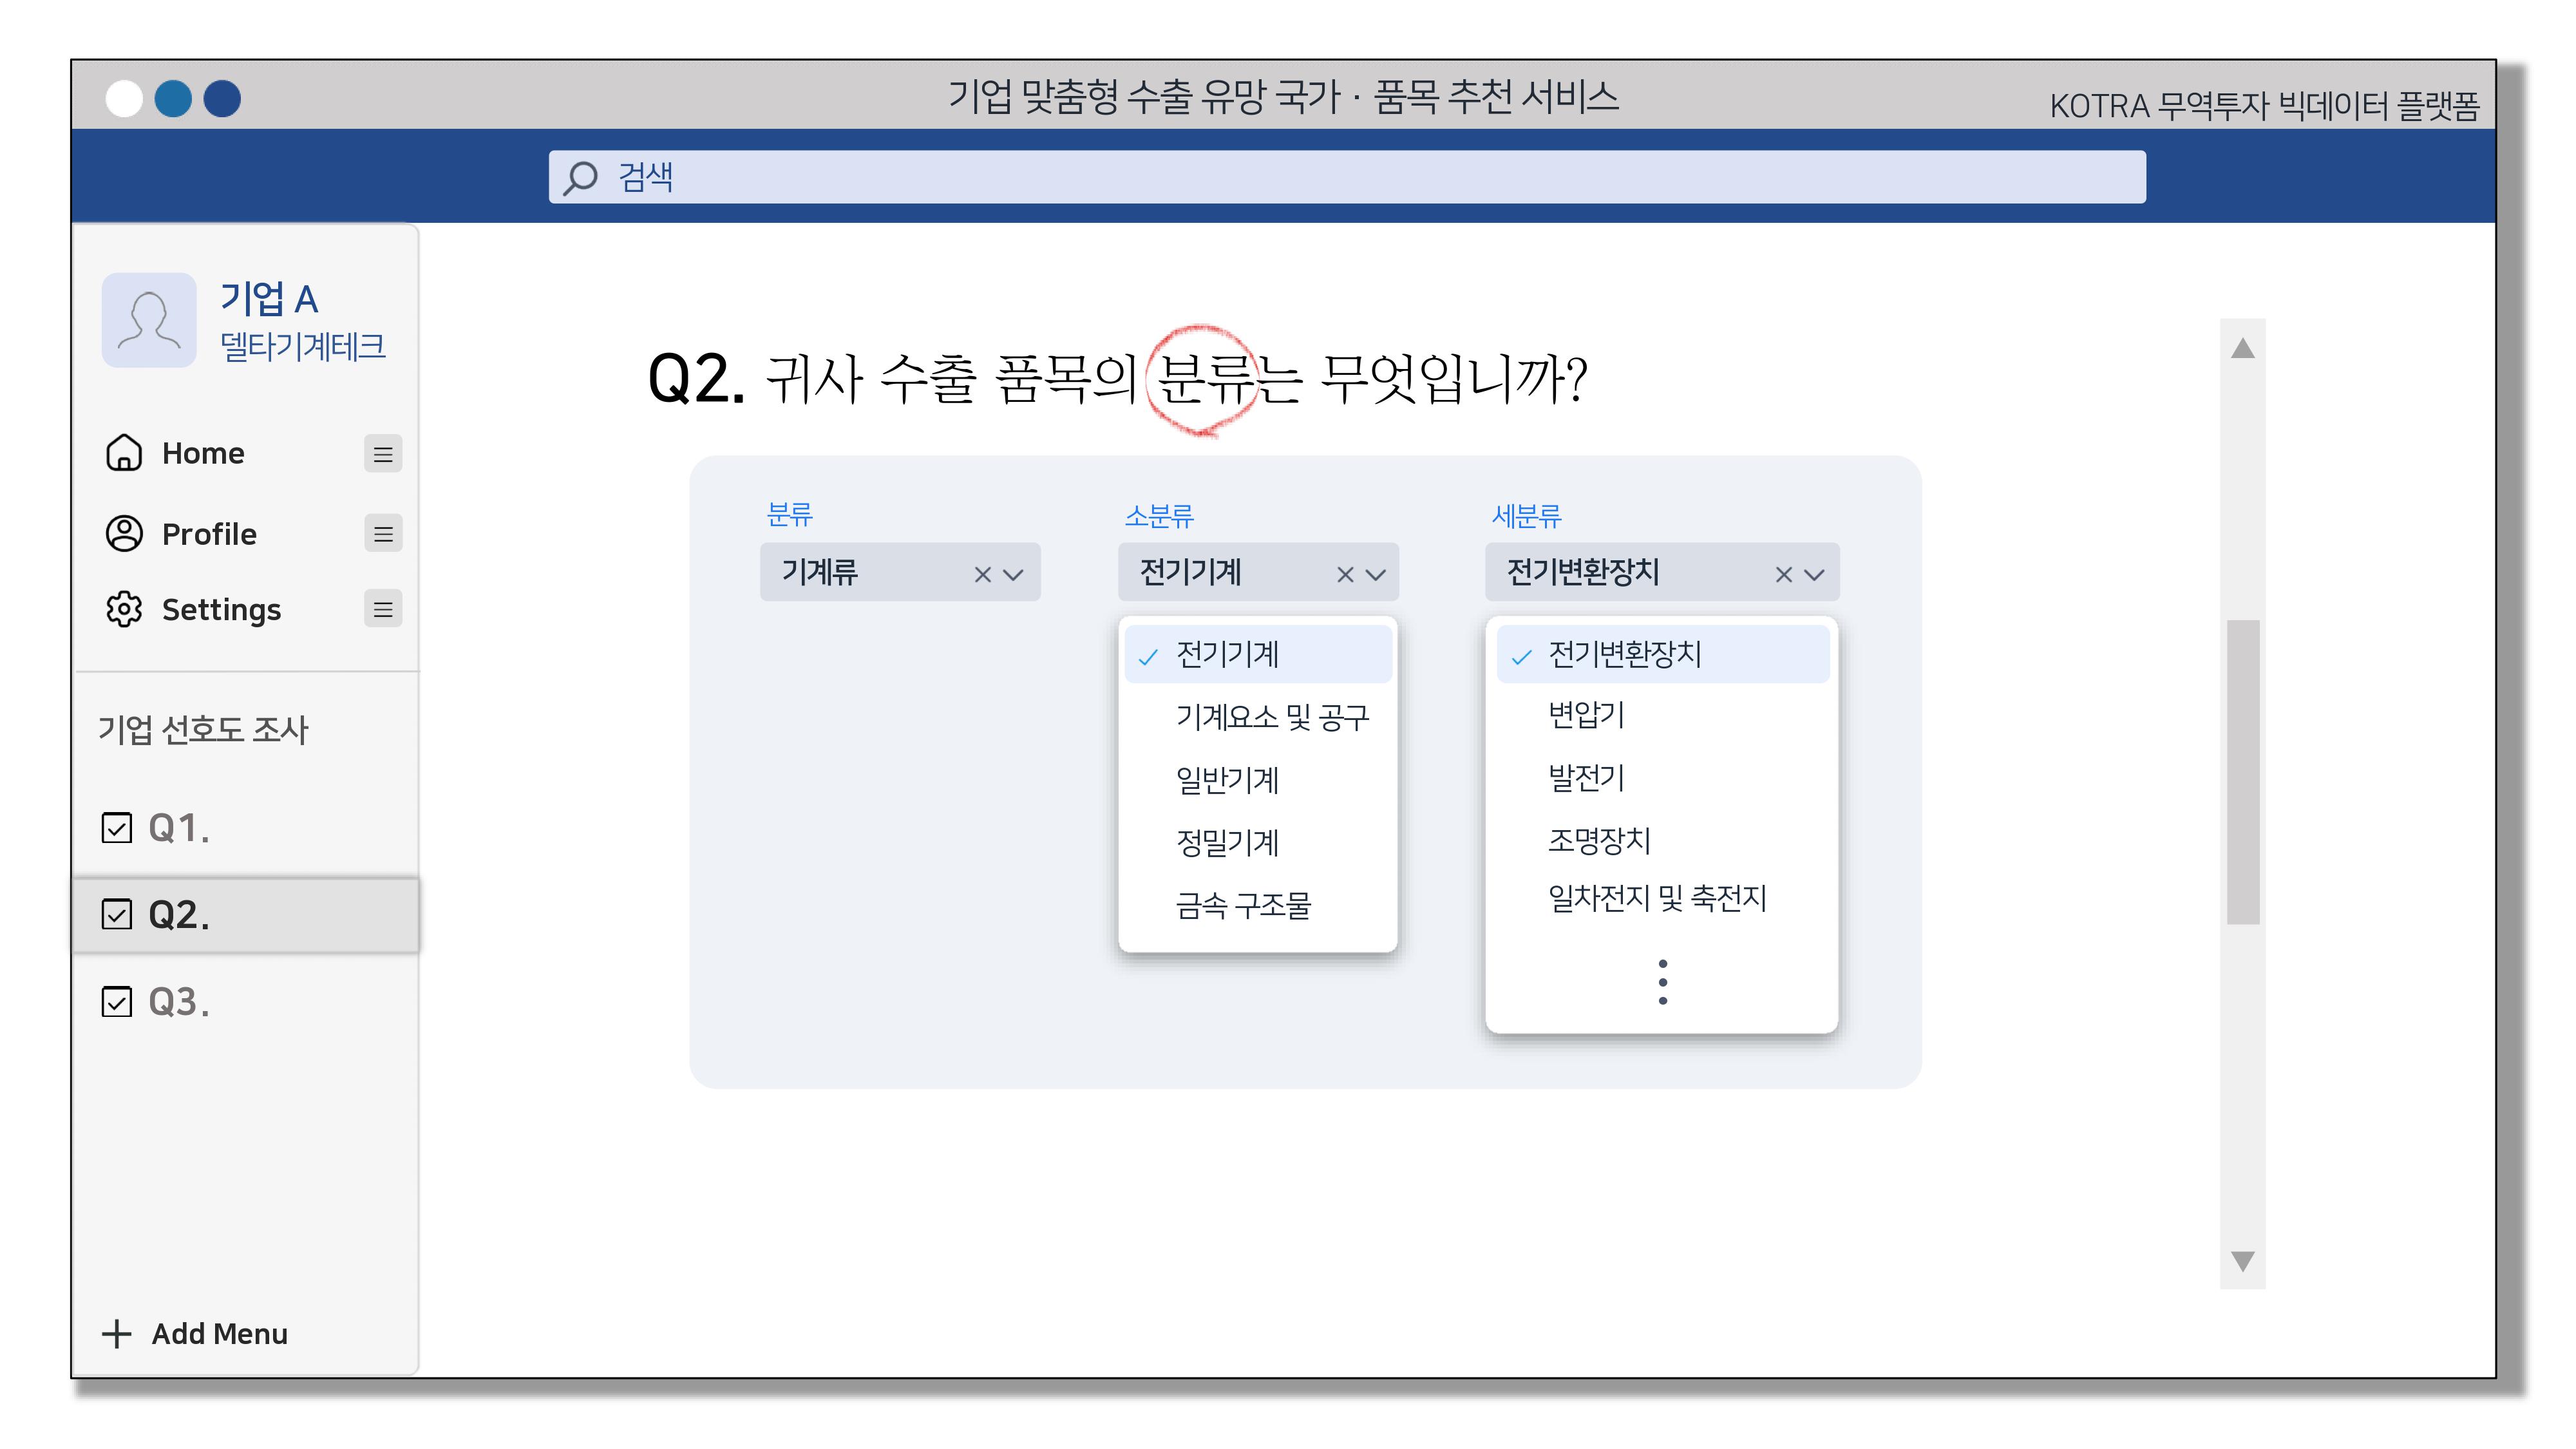 기업 맞춤형 수출 유망 국가 · 품목 추천 서비스
KOTRA 무역투자 빅데이터 플랫폼
검색
기업 A
델타기계테크
Home
Profile
Settings
기업 선호도 조사
Q1.
Q2.
Q3.
Add Menu
Q2. 귀사 수출 품목의 분류는 무엇입니까?
분류
기계류
소분류
전기기계
전기기계
기계요소 및 공구
일반기계
정밀기계
금속 구조물
세분류
전기변환장치
전기변환장치
변압기
발전기
조명장치
일차전지 및 축전지